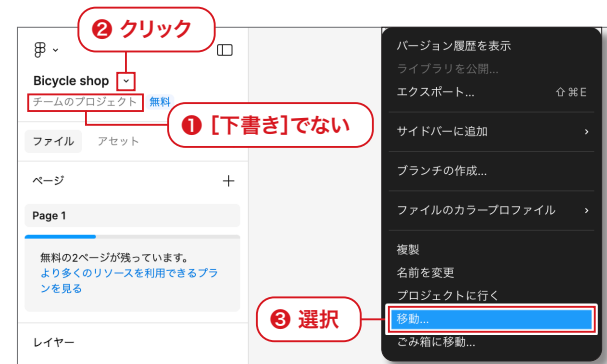 ❷ クリック
Bicycle shop
チームのプロジェクト 無料
❶ [下書き]でない
ファイル アセット
ページ
Page 1
無料の2ページが残っています。
より多くのリソースを利用できるプラ
ンを見る
レイヤー
バージョン履歴を表示
ライブラリを公開...
エクスポート... ⇧⌘E
サイドバーに追加
ブランチの作成...
ファイルのカラープロファイル
複製
名前を変更
プロジェクトに行く
❸ 選択
移動...
ごみ箱に移動...